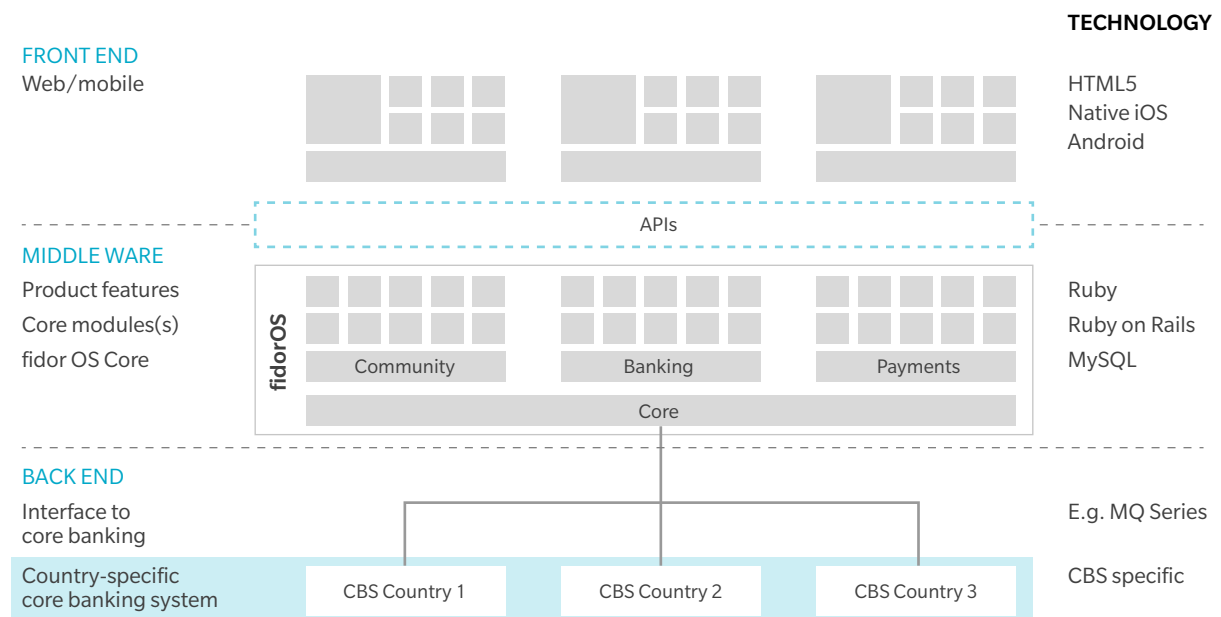 TECHNOLOGY
FRONT END
Web/mobile
HTML5
Native iOS
Android
APIs
MIDDLE WARE
Product features
Core modules(s)
fidor OS Core
fidorOS
Community
Banking
Payments
Core
Ruby
Ruby on Rails
MySQL
BACK END
Interface to
core banking
E.g. MQ Series
Country-specific
core banking system
CBS Country 1
CBS Country 2
CBS Country 3
CBS specific